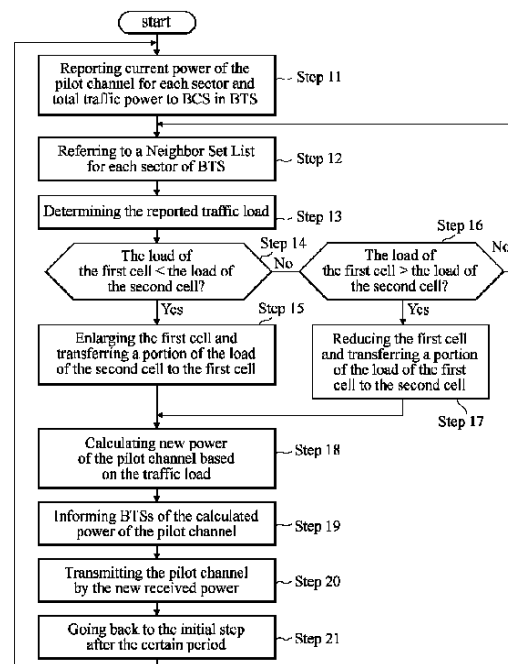 start
Reporting current power of the
pilot channel for each sector and
total traffic power to BCS in BTS
Step 11
Referring to a Neighbor Set List
for each sector of BTS
Step 12
Determining the reported traffic load
Step 13
The load of
the first cell < the load of
the second cell?
Step 14
No
Yes
The load of
the first cell > the load of
the second cell?
Step 16
No
Yes
Enlarging the first cell and
transferring a portion of the load
of the second cell to the first cell
Step 15
Reducing the first cell
and transferring a portion
of the load of the first
cell to the second cell
Step 17
Calculating new power
of the pilot channel based
on the traffic load
Step 18
Informing BTSs of the calculated
power of the pilot channel
Step 19
Transmitting the pilot channel
by the new received power
Step 20
Going back to the initial step
after the certain period
Step 21